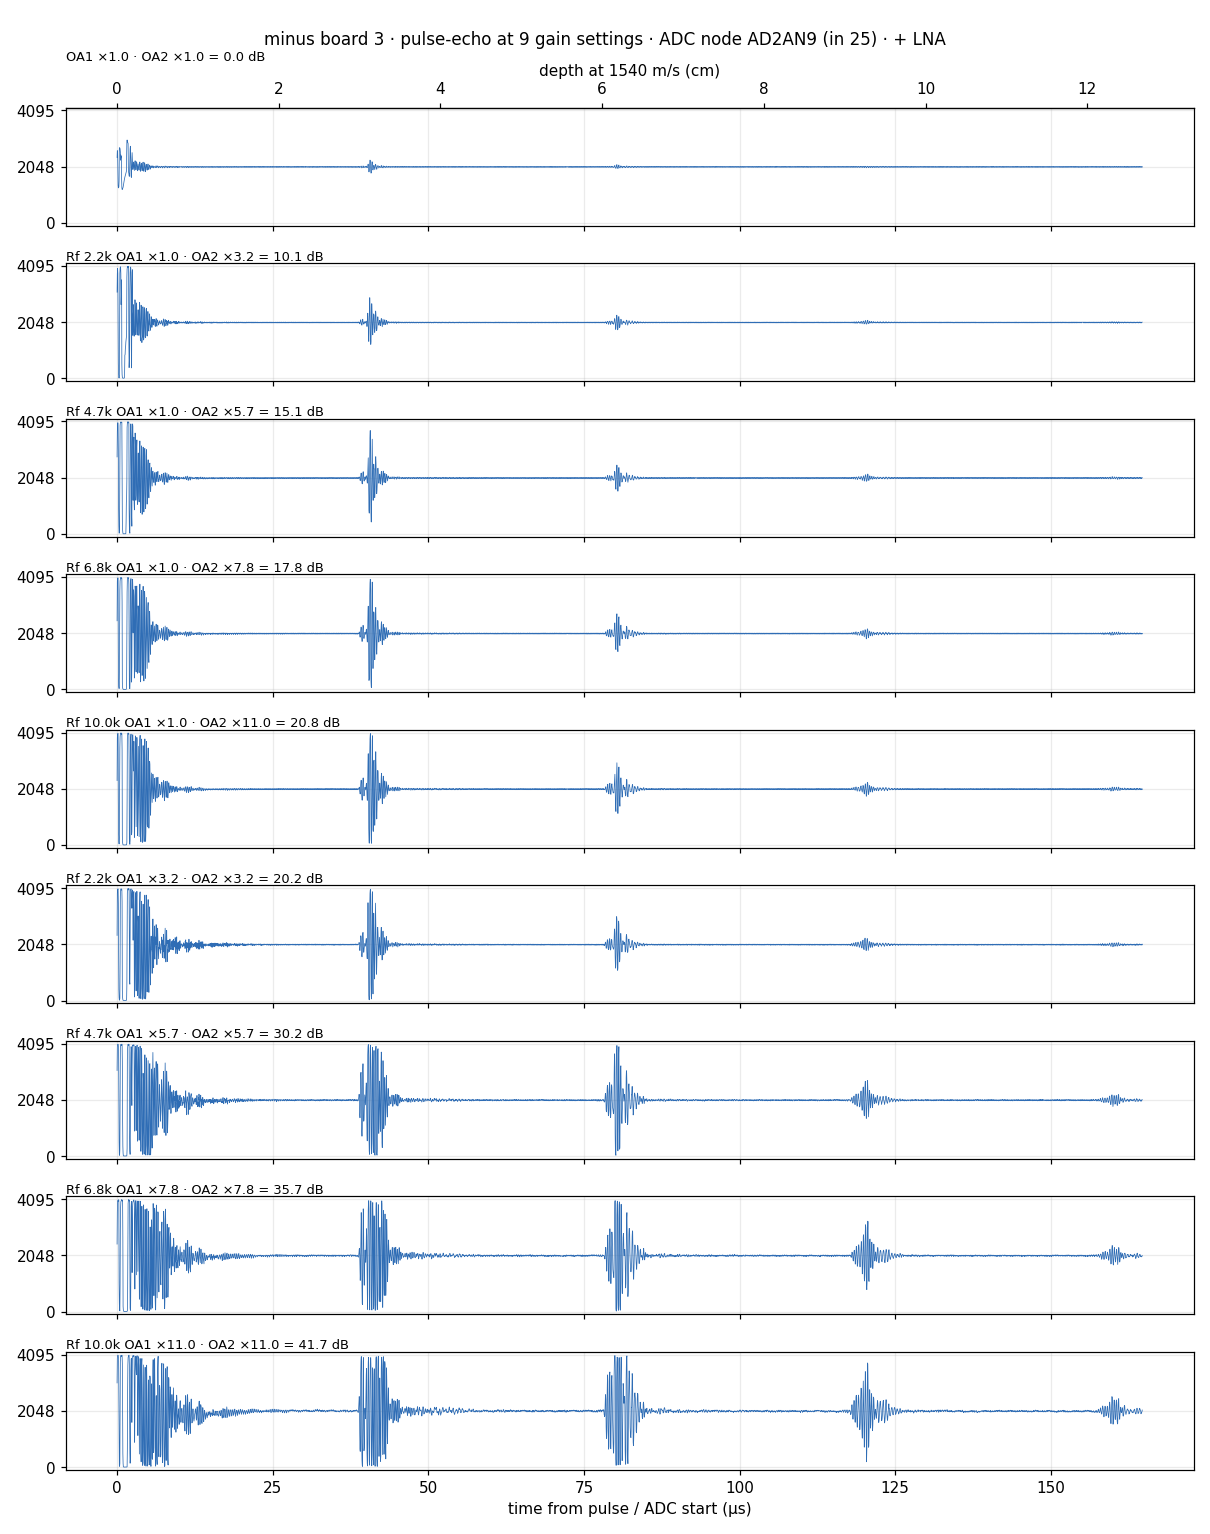 minus board 3 · pulse-echo at 9 gain settings · ADC node AD2AN9 (in 25) · + LNA
OA1 ×1.0 · OA2 ×1.0 = 0.0 dB
depth at 1540 m/s (cm)
0 2 4 6 8 10 12
4095
2048
0
Rf 2.2k OA1 ×1.0 · OA2 ×3.2 = 10.1 dB
4095
2048
0
Rf 4.7k OA1 ×1.0 · OA2 ×5.7 = 15.1 dB
4095
2048
0
Rf 6.8k OA1 ×1.0 · OA2 ×7.8 = 17.8 dB
4095
2048
0
Rf 10.0k OA1 ×1.0 · OA2 ×11.0 = 20.8 dB
4095
2048
0
Rf 2.2k OA1 ×3.2 · OA2 ×3.2 = 20.2 dB
4095
2048
0
Rf 4.7k OA1 ×5.7 · OA2 ×5.7 = 30.2 dB
4095
2048
0
Rf 6.8k OA1 ×7.8 · OA2 ×7.8 = 35.7 dB
4095
2048
0
Rf 10.0k OA1 ×11.0 · OA2 ×11.0 = 41.7 dB
4095
2048
0
0 25 50 75 100 125 150
time from pulse / ADC start (µs)